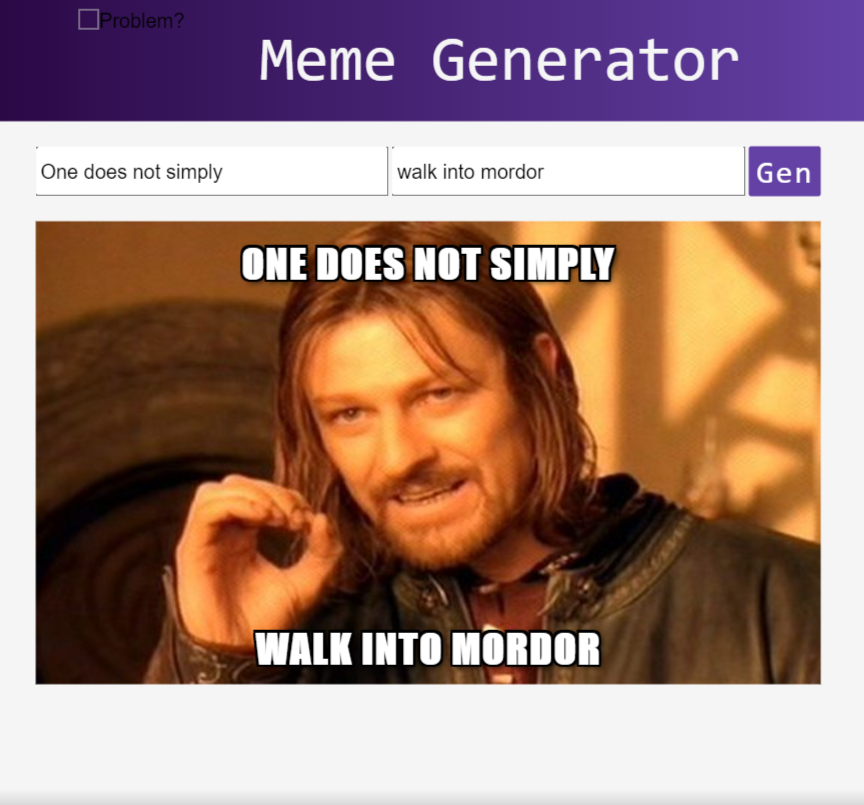 Problem?
Meme Generator
One does not simply
walk into mordor
Gen
ONE DOES NOT SIMPLY
WALK INTO MORDOR